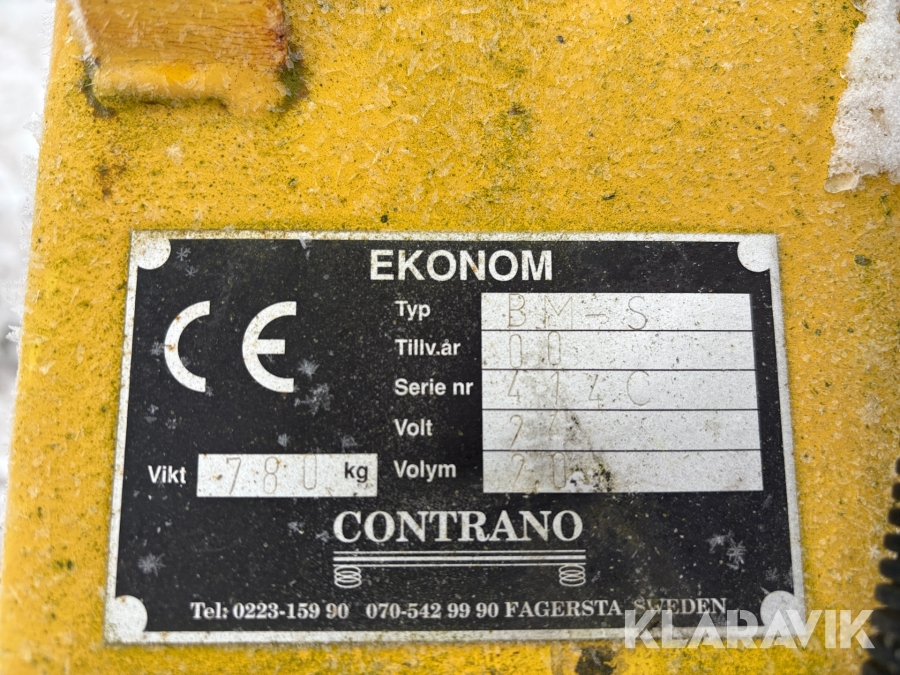 EKONOM
CE
Typ BM-S
Tillv.år 00
Serie nr 414C
Volt
Volym
Vikt 780 kg
CONTRANO
Tel: 0223-159 90 070-542 99 90 FAGERSTA SWEDEN
KLARAVIK